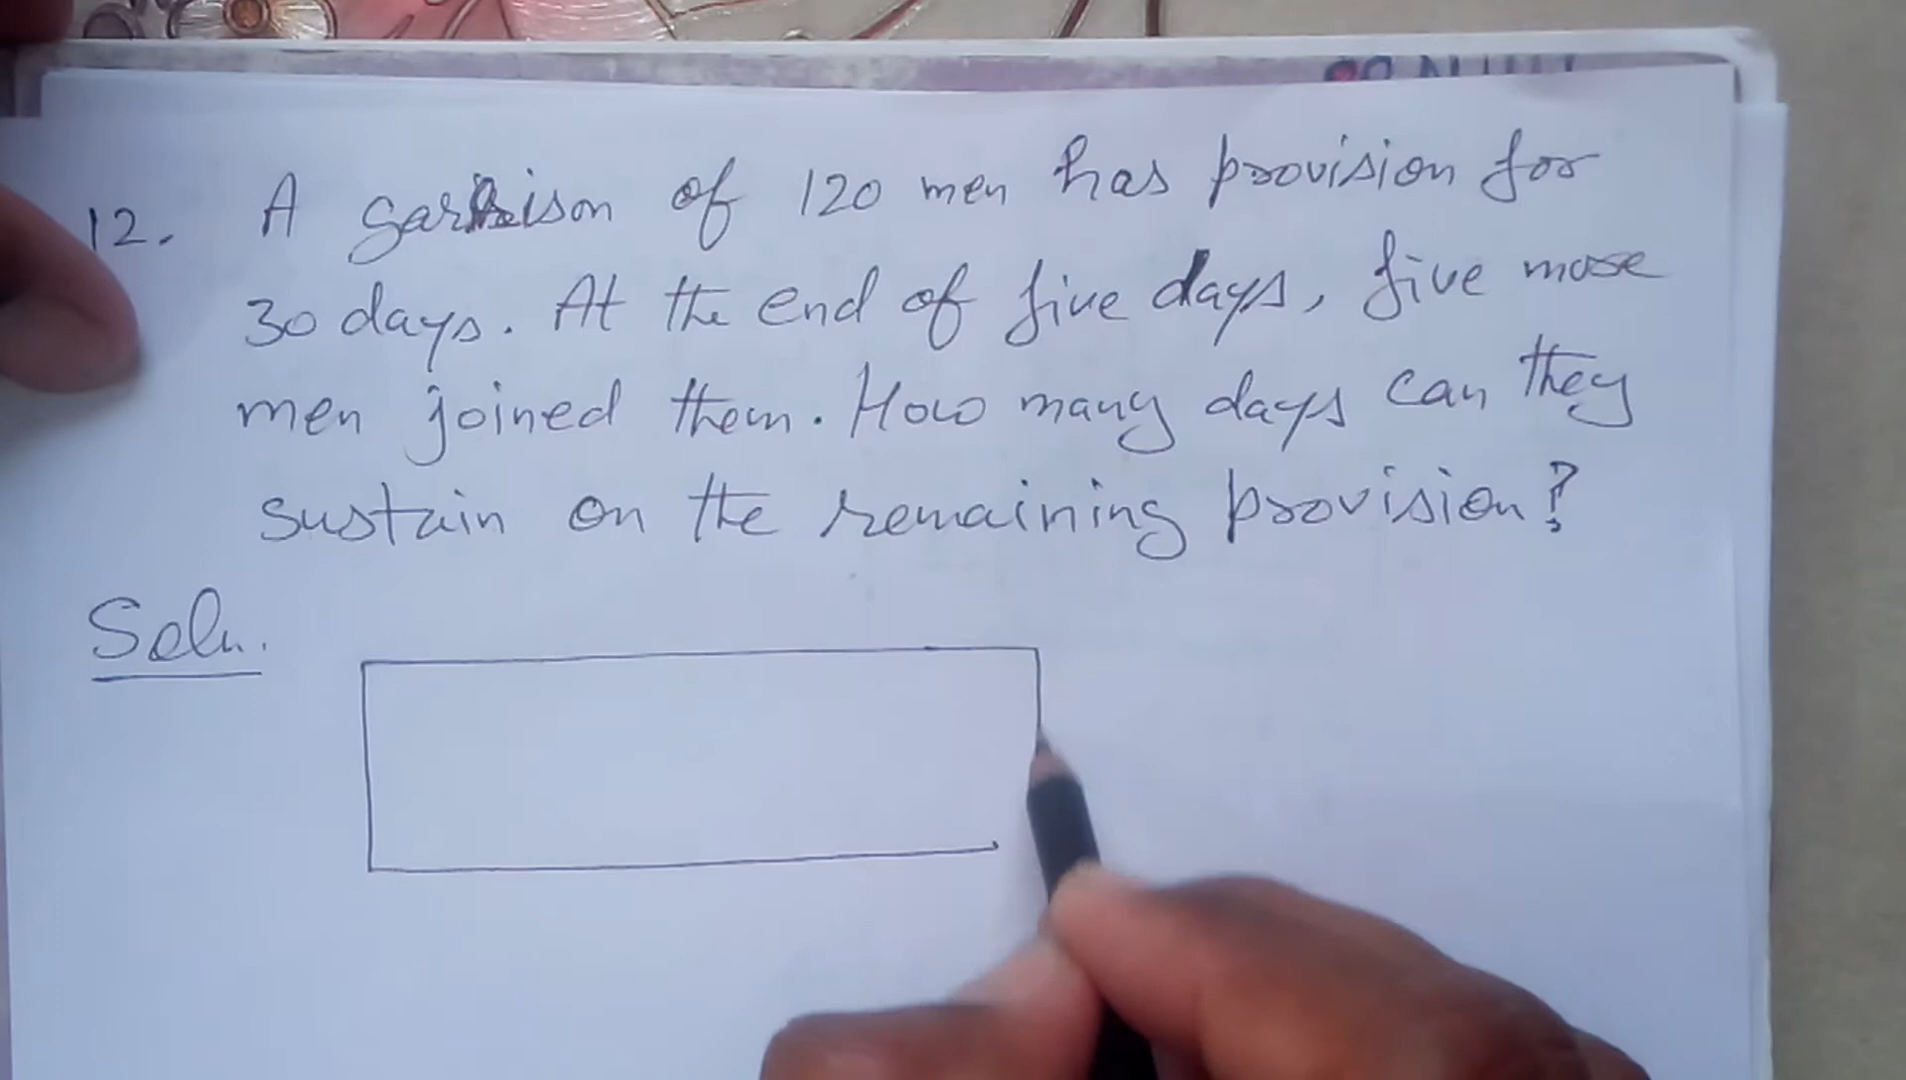 12. A garrison of 120 men has provision for
30 days. At the end of five days, five more
men joined them. How many days can they
sustain on the remaining provision?
Soln.